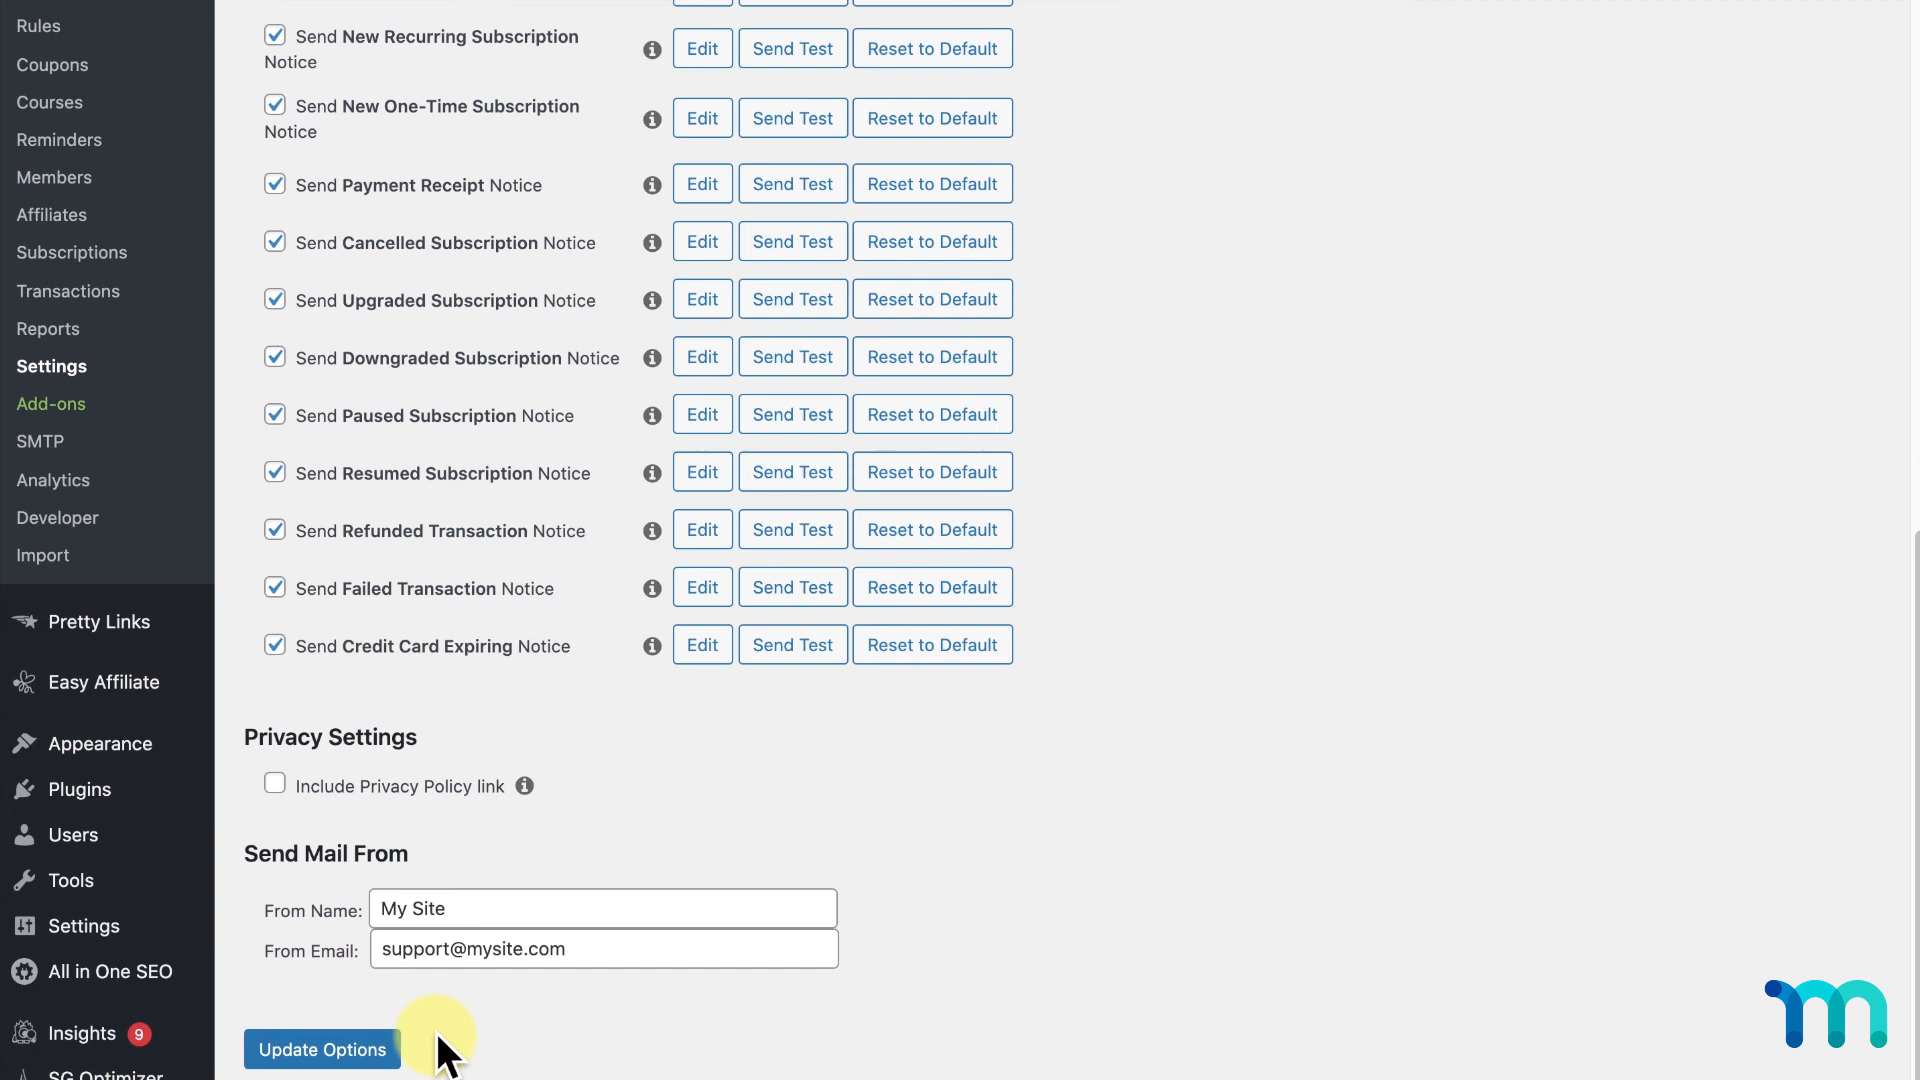 Rules
Coupons
Courses
Reminders
Members
Affiliates
Subscriptions
Transactions
Reports
Settings
Add-ons
SMTP
Analytics
Developer
Import
Pretty Links
Easy Affiliate
Appearance
Plugins
Users
Tools
Settings
All in One SEO
Insights 9
SG Optimizer
Send New Recurring Subscription
Notice
Edit Send Test Reset to Default
Send New One-Time Subscription
Notice
Edit Send Test Reset to Default
Send Payment Receipt Notice Edit Send Test Reset to Default
Send Cancelled Subscription Notice Edit Send Test Reset to Default
Send Upgraded Subscription Notice Edit Send Test Reset to Default
Send Downgraded Subscription Notice Edit Send Test Reset to Default
Send Paused Subscription Notice Edit Send Test Reset to Default
Send Resumed Subscription Notice Edit Send Test Reset to Default
Send Refunded Transaction Notice Edit Send Test Reset to Default
Send Failed Transaction Notice Edit Send Test Reset to Default
Send Credit Card Expiring Notice Edit Send Test Reset to Default
Privacy Settings
Include Privacy Policy link
Send Mail From
From Name: My Site
From Email: support@mysite.com
Update Options
m